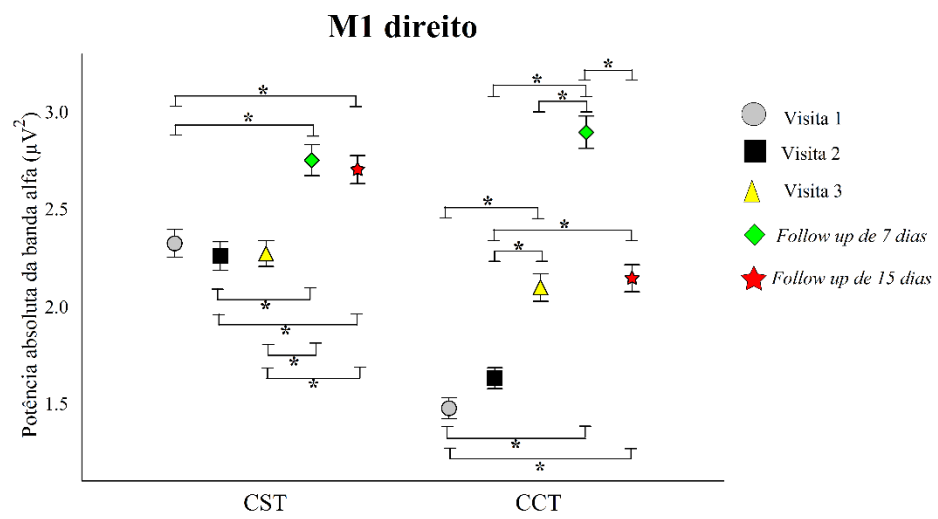 M1 direito
Potência absoluta da banda alfa (µV²)
3.0
2.5
2.0
1.5
* * * * * *
* * * * * * * *
CST
CCT
Visita 1
Visita 2
Visita 3
Follow up de 7 dias
Follow up de 15 dias